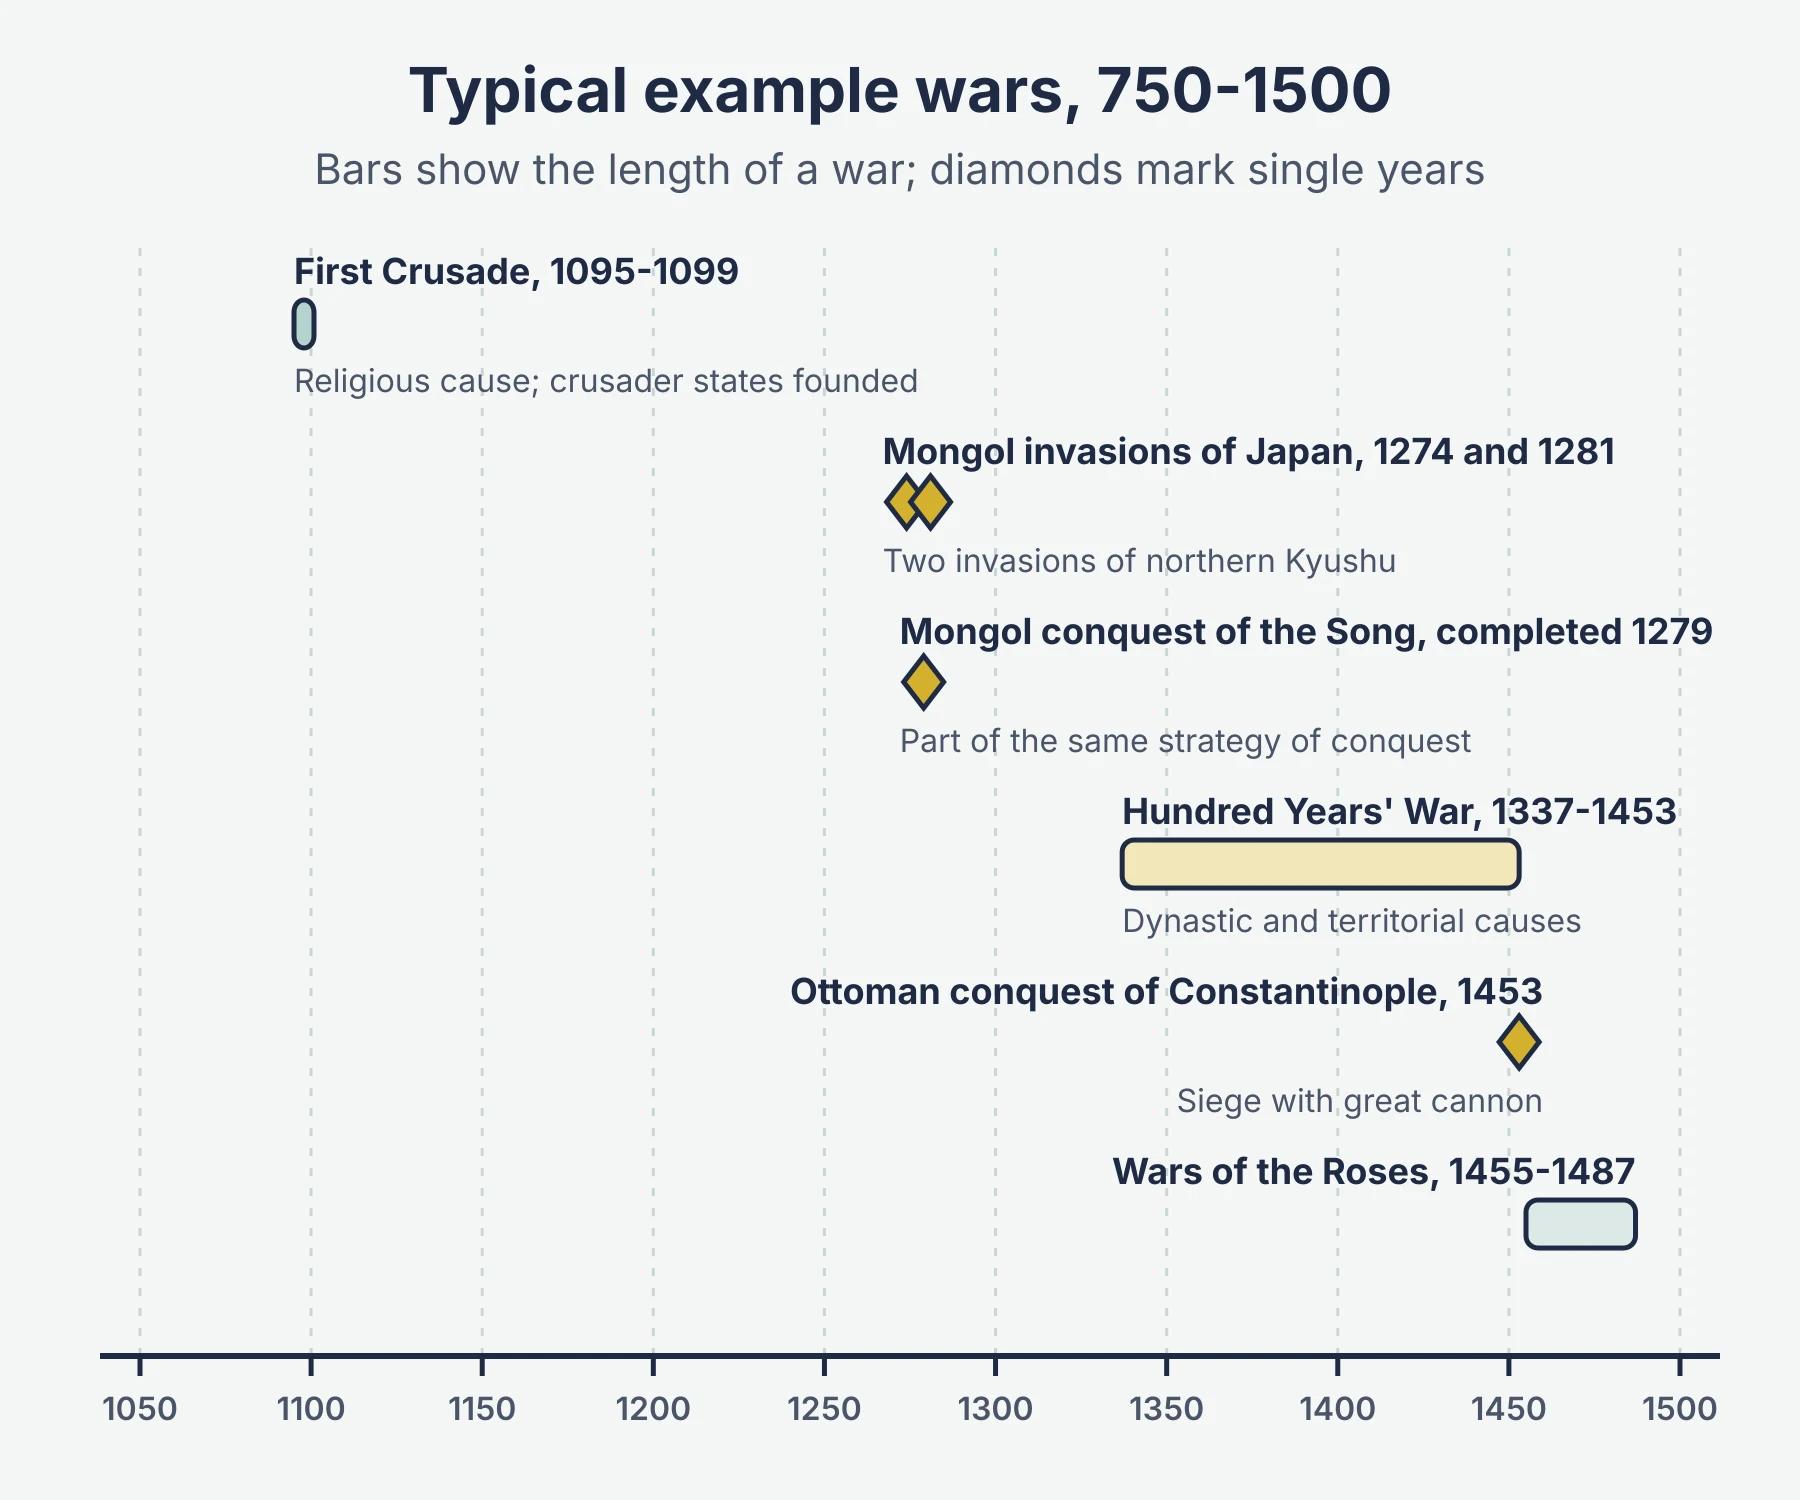 Typical example wars, 750-1500
Bars show the length of a war; diamonds mark single years
First Crusade, 1095-1099
Religious cause; crusader states founded
Mongol invasions of Japan, 1274 and 1281
Two invasions of northern Kyushu
Mongol conquest of the Song, completed 1279
Part of the same strategy of conquest
Hundred Years' War, 1337-1453
Dynastic and territorial causes
Ottoman conquest of Constantinople, 1453
Siege with great cannon
Wars of the Roses, 1455-1487
1050 1100 1150 1200 1250 1300 1350 1400 1450 1500